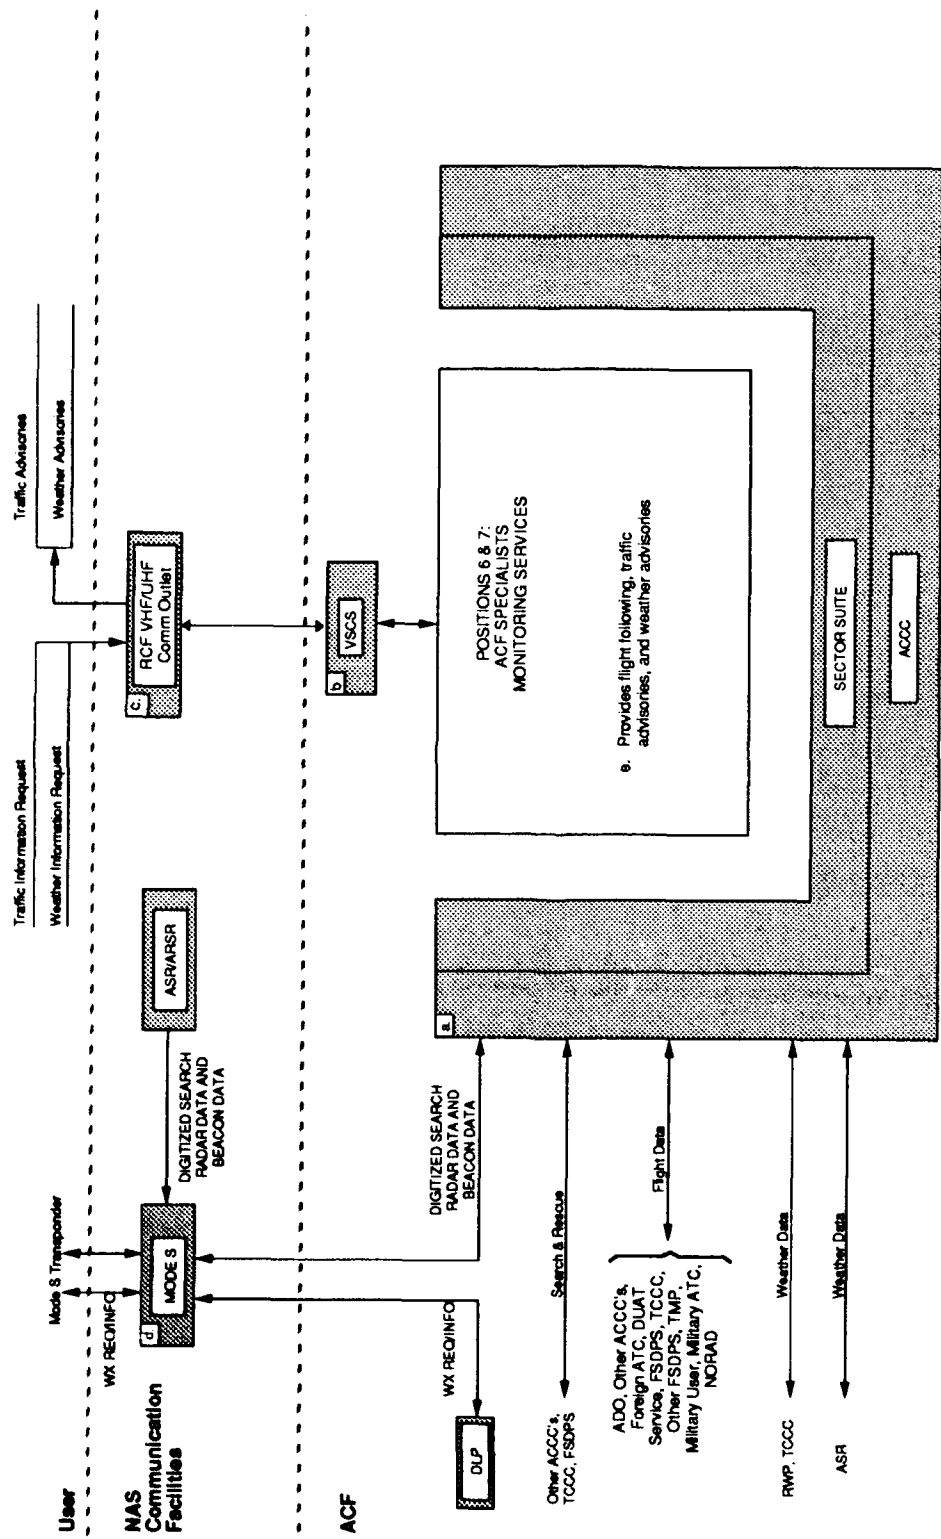 User
Mode S Transponder
Traffic Information Request
Weather Information Request
Traffic Advisories
Weather Advisories
NAS
Communication
Facilities
WX REQ/INFO
d.
MODE S
DIGITIZED SEARCH
RADAR DATA AND
BEACON DATA
ASR/ARSR
c.
RCF VHF/UHF
Comm Outlet
ACF
b
VSCS
DLP
WX REQ/INFO
DIGITIZED SEARCH
RADAR DATA AND
BEACON DATA
a.
POSITIONS 6 & 7:
ACF SPECIALISTS
MONITORING SERVICES
e. Provides flight following, traffic
advisories, and weather advisories
Other ACCC's,
TCCC, FSDPS
Search & Rescue
ADO, Other ACCC's,
Foreign ATC, DUAT
Service, FSDPS, TCCC,
Other FSDPS, TMP,
Military User, Military ATC,
NORAD
Flight Data
RWP, TCCC
Weather Data
ASR
Weather Data
SECTOR SUITE
ACCC